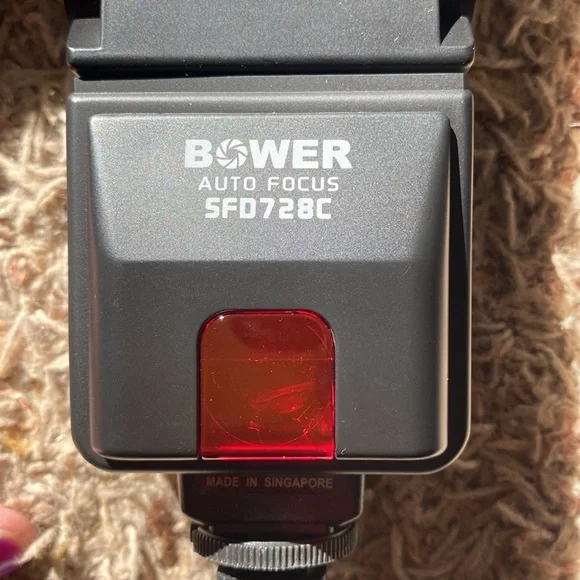 BOWER
AUTO FOCUS
SFD728C
MADE IN SINGAPORE